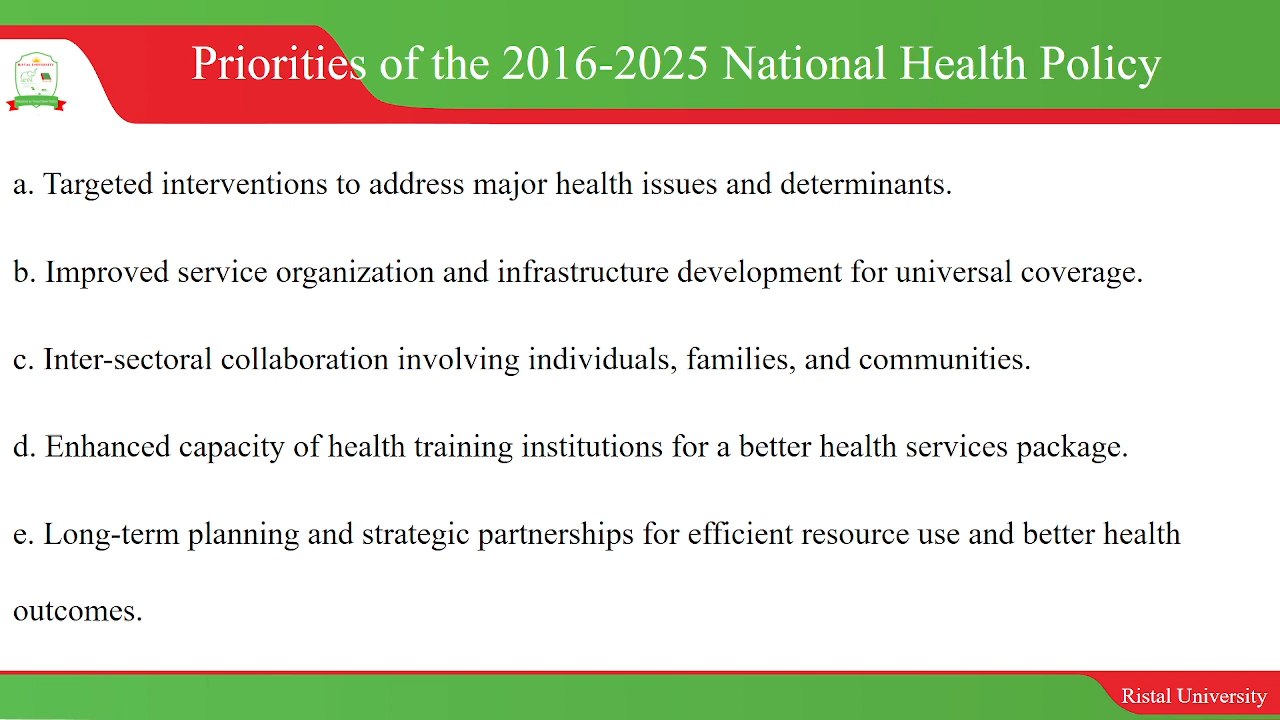 Priorities of the 2016-2025 National Health Policy
RISTAL UNIVERSITY
a. Targeted interventions to address major health issues and determinants.
b. Improved service organization and infrastructure development for universal coverage.
c. Inter-sectoral collaboration involving individuals, families, and communities.
d. Enhanced capacity of health training institutions for a better health services package.
e. Long-term planning and strategic partnerships for efficient resource use and better health
outcomes.
Ristal University